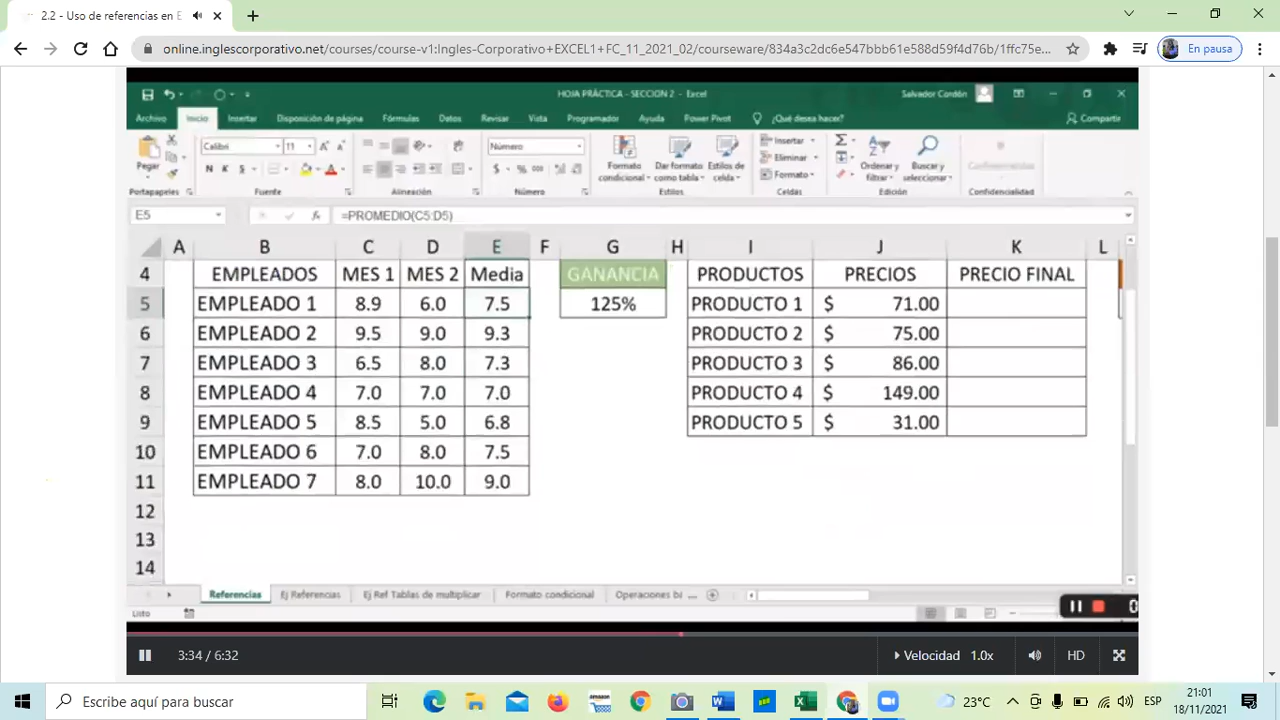 2.2 - Uso de referencias en E
online.inglescorporativo.net/courses/course-v1:Ingles-Corporativo+EXCEL1+FC_11_2021_02/courseware/834a3c2dc6e547bbb61e588d59f4d76b/1ffc75e...
En pausa
HOJA PRÁCTICA - SECCION 2 - Excel
Salvador Cordón
Archivo Inicio Insertar Disposición de página Fórmulas Datos Revisar Vista Programador Ayuda Power Pivot ¿Qué desea hacer? Compartir
Pegar
Calibri 11
N K S
Número
$ % 000
Formato condicional
Dar formato como tabla
Estilos de celda
Insertar
Eliminar
Formato
Ordenar y filtrar
Buscar y seleccionar
Portapapeles Fuente Alineación Número Estilos Celdas Edición Confidencialidad
E5 fx =PROMEDIO(C5:D5)
A B C D E F G H I J K L
4 EMPLEADOS MES 1 MES 2 Media GANANCIA PRODUCTOS PRECIOS PRECIO FINAL
5 EMPLEADO 1 8.9 6.0 7.5 125% PRODUCTO 1 $ 71.00
6 EMPLEADO 2 9.5 9.0 9.3 PRODUCTO 2 $ 75.00
7 EMPLEADO 3 6.5 8.0 7.3 PRODUCTO 3 $ 86.00
8 EMPLEADO 4 7.0 7.0 7.0 PRODUCTO 4 $ 149.00
9 EMPLEADO 5 8.5 5.0 6.8 PRODUCTO 5 $ 31.00
10 EMPLEADO 6 7.0 8.0 7.5
11 EMPLEADO 7 8.0 10.0 9.0
12
13
14
Referencias Ej Referencias Ej Ref Tablas de multiplicar Formato condicional Operaciones bá ...
Listo
3:34 / 6:32 Velocidad 1.0x HD
Escribe aquí para buscar
amazon
23°C
ESP
21:01
18/11/2021